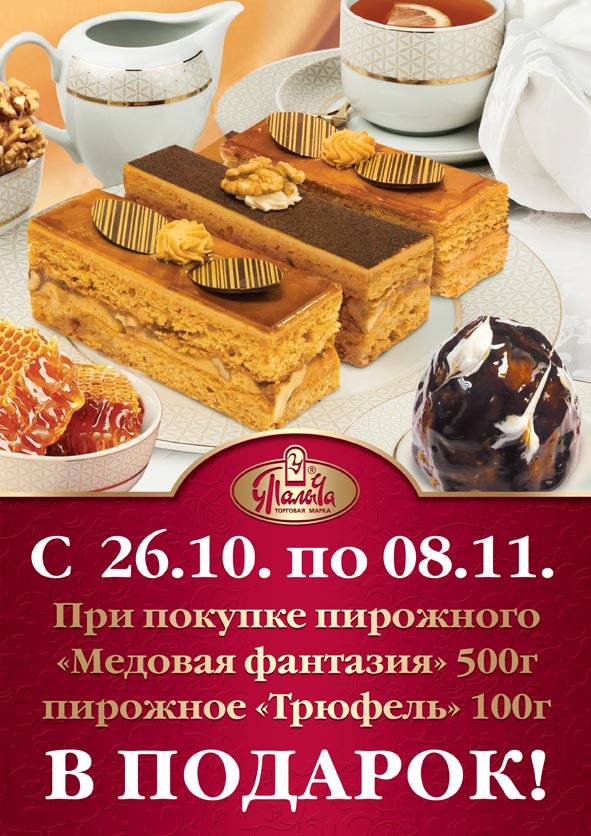 ®
У Палыча
ТОРГОВАЯ МАРКА
С 26.10. по 08.11.
При покупке пирожного
«Медовая фантазия» 500г
пирожное «Трюфель» 100г
В ПОДАРОК!